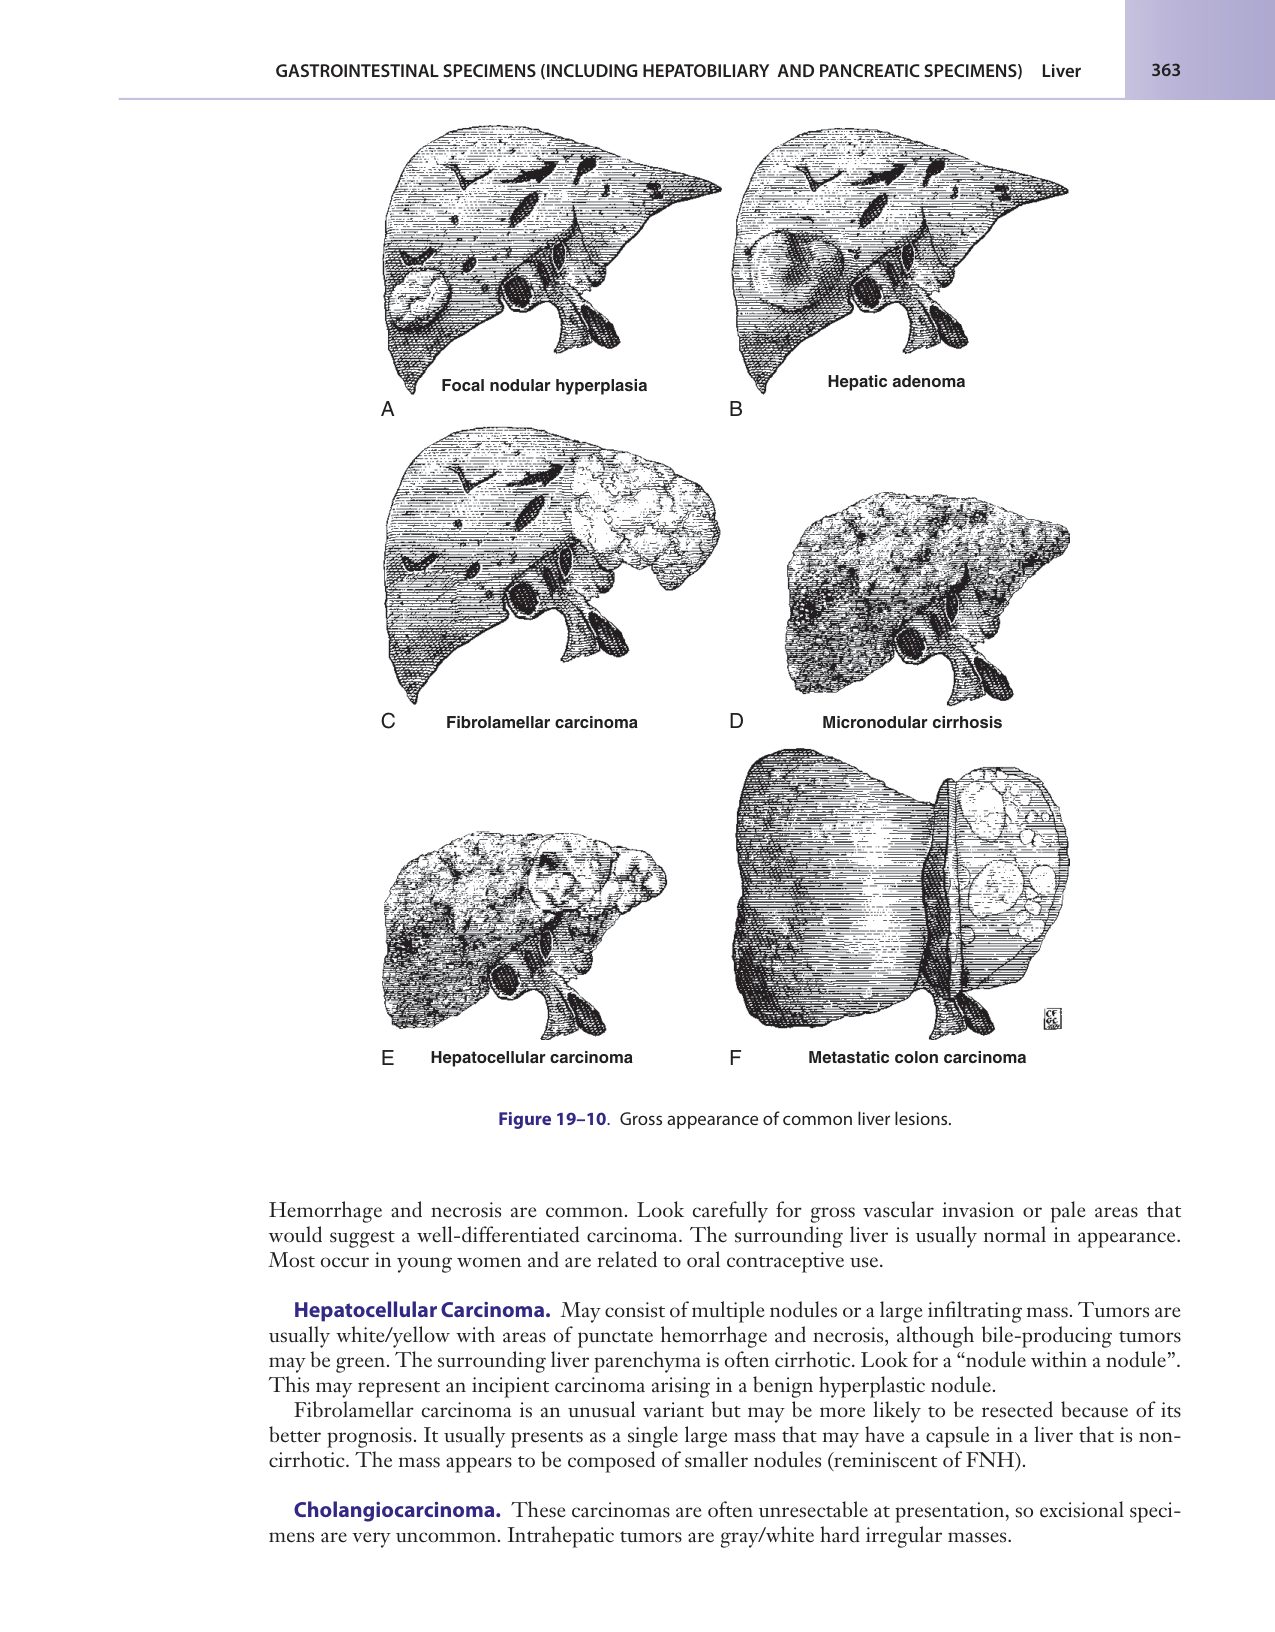 GASTROINTESTINAL SPECIMENS (INCLUDING HEPATOBILIARY AND PANCREATIC SPECIMENS) Liver 363
Focal nodular hyperplasia
Hepatic adenoma
A B
C Fibrolamellar carcinoma D Micronodular cirrhosis
E Hepatocellular carcinoma F Metastatic colon carcinoma
Figure 19–10. Gross appearance of common liver lesions.
Hemorrhage and necrosis are common. Look carefully for gross vascular invasion or pale areas that
would suggest a well-differentiated carcinoma. The surrounding liver is usually normal in appearance.
Most occur in young women and are related to oral contraceptive use.
Hepatocellular Carcinoma. May consist of multiple nodules or a large infiltrating mass. Tumors are
usually white/yellow with areas of punctate hemorrhage and necrosis, although bile-producing tumors
may be green. The surrounding liver parenchyma is often cirrhotic. Look for a “nodule within a nodule”.
This may represent an incipient carcinoma arising in a benign hyperplastic nodule.
Fibrolamellar carcinoma is an unusual variant but may be more likely to be resected because of its
better prognosis. It usually presents as a single large mass that may have a capsule in a liver that is non-
cirrhotic. The mass appears to be composed of smaller nodules (reminiscent of FNH).
Cholangiocarcinoma. These carcinomas are often unresectable at presentation, so excisional speci-
mens are very uncommon. Intrahepatic tumors are gray/white hard irregular masses.